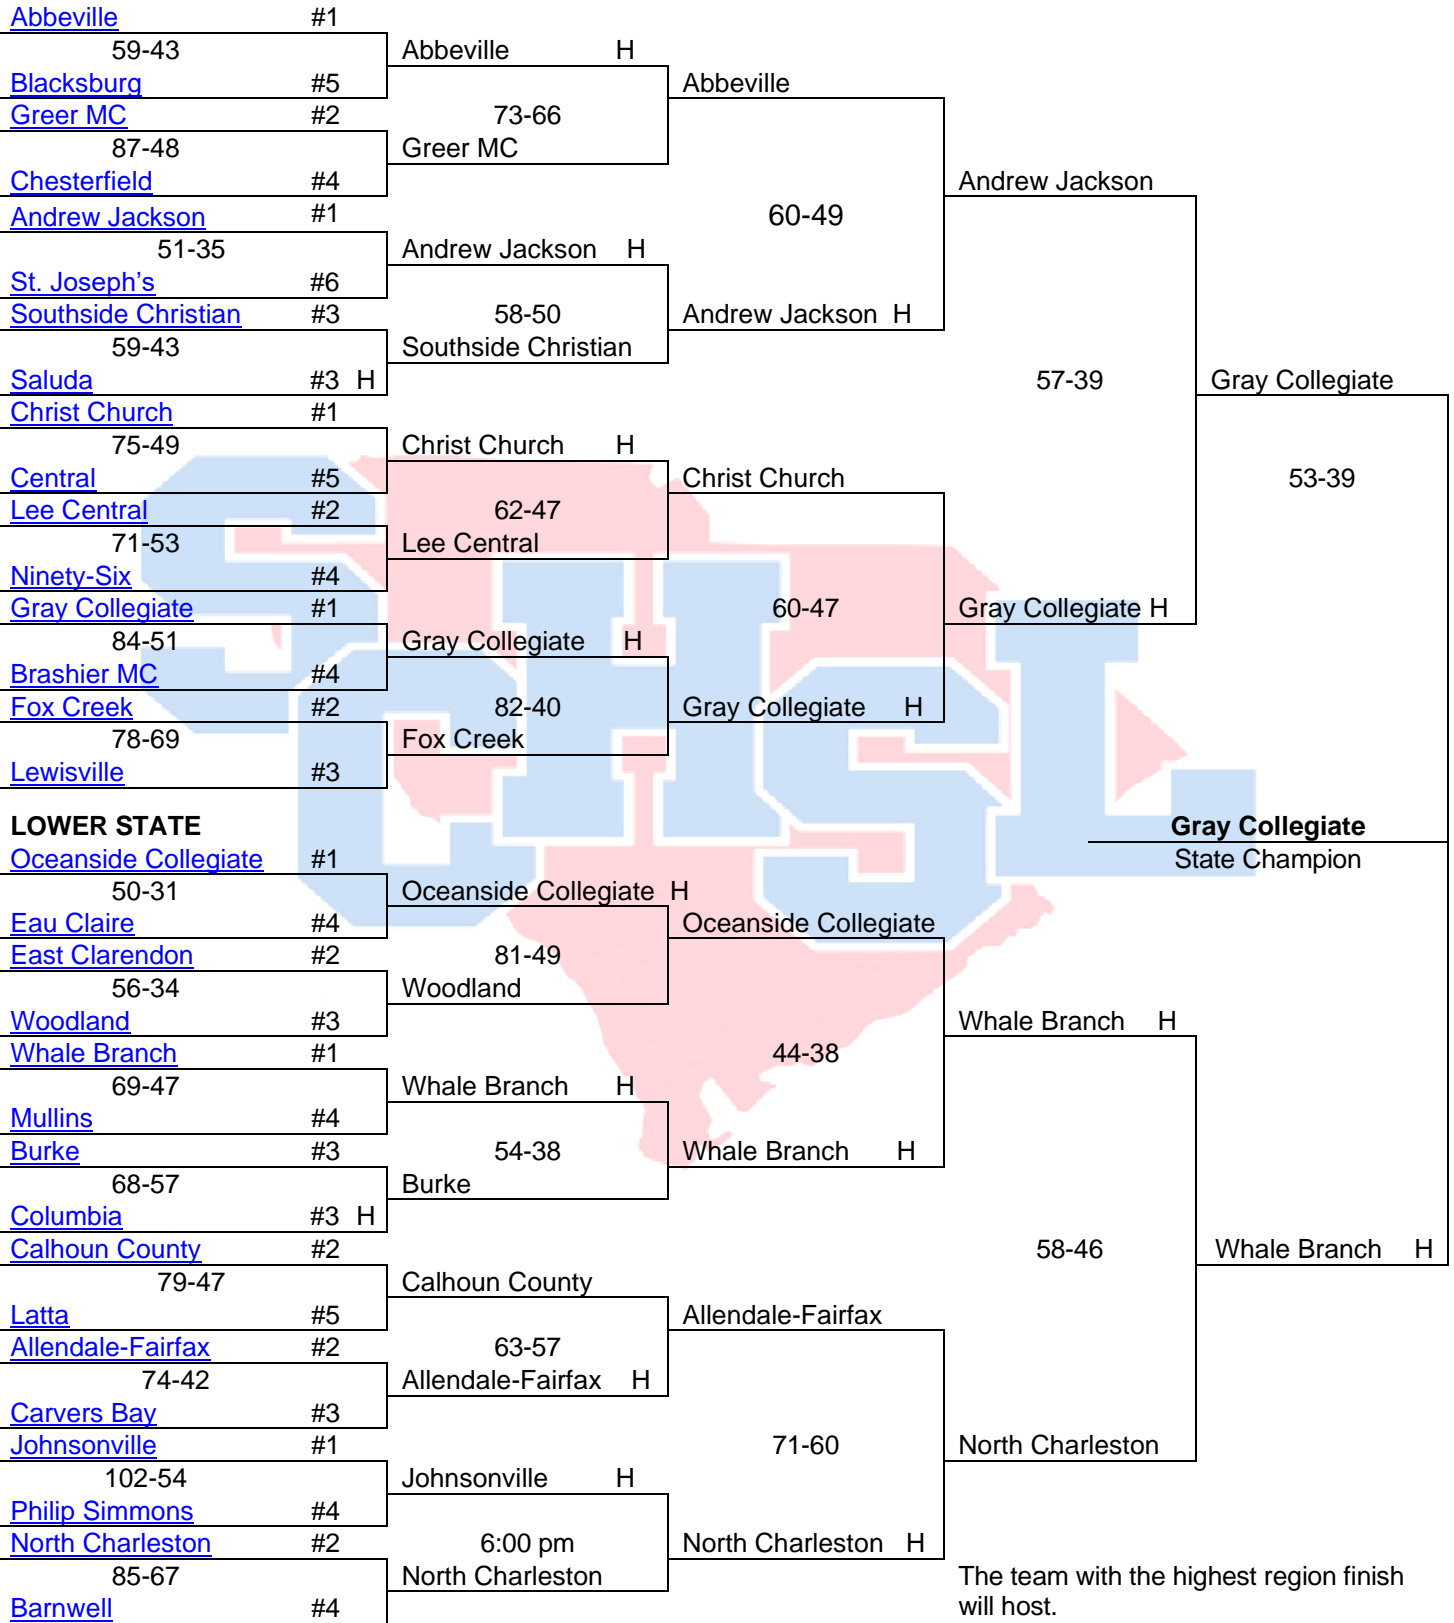 Abbeville #1
59-43 Abbeville H
Blacksburg #5 Abbeville
Greer MC #2 73-66
87-48 Greer MC
Chesterfield #4 Andrew Jackson
Andrew Jackson #1 60-49
51-35 Andrew Jackson H
St. Joseph's #6
Southside Christian #3 58-50 Andrew Jackson H
59-43 Southside Christian
Saluda #3 H 57-39 Gray Collegiate
Christ Church #1
75-49 Christ Church H
Central #5 Christ Church 53-39
Lee Central #2 62-47
71-53 Lee Central
Ninety-Six #4
Gray Collegiate #1 60-47 Gray Collegiate H
84-51 Gray Collegiate H
Brashier MC #4
Fox Creek #2 82-40 Gray Collegiate H
78-69 Fox Creek
Lewisville #3
LOWER STATE Gray Collegiate
Oceanside Collegiate #1 State Champion
50-31 Oceanside Collegiate H
Eau Claire #4 Oceanside Collegiate
East Clarendon #2 81-49
56-34 Woodland
Woodland #3 Whale Branch H
Whale Branch #1 44-38
69-47 Whale Branch H
Mullins #4
Burke #3 54-38 Whale Branch H
68-57 Burke
Columbia #3 H
Calhoun County #2 58-46 Whale Branch H
79-47 Calhoun County
Latta #5 Allendale-Fairfax
Allendale-Fairfax #2 63-57
74-42 Allendale-Fairfax H
Carvers Bay #3
Johnsonville #1 71-60 North Charleston
102-54 Johnsonville H
Philip Simmons #4
North Charleston #2 6:00 pm North Charleston H
85-67 North Charleston The team with the highest region finish
Barnwell #4 will host.
SCHSL